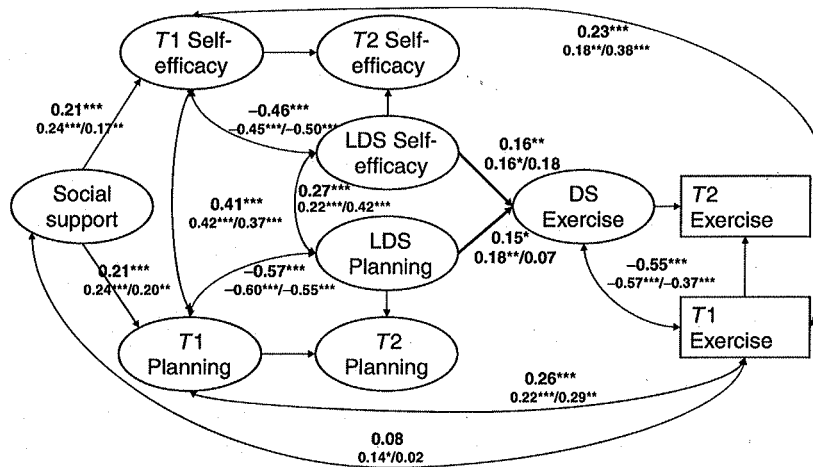 T1 Self-
efficacy
T2 Self-
efficacy
0.23***
0.18**/0.38***
0.21***
0.24***/0.17**
−0.46***
−0.45***/−0.50***
LDS Self-
efficacy
0.16**
0.16*/0.18
Social
support
0.41***
0.42***/0.37***
0.27***
0.22***/0.42***
DS
Exercise
T2
Exercise
LDS
Planning
0.15*
0.18**/0.07
0.21***
0.24***/0.20**
−0.57***
−0.60***/−0.55***
−0.55***
−0.57***/−0.37***
T1
Planning
T2
Planning
T1
Exercise
0.26***
0.22***/0.29**
0.08
0.14*/0.02